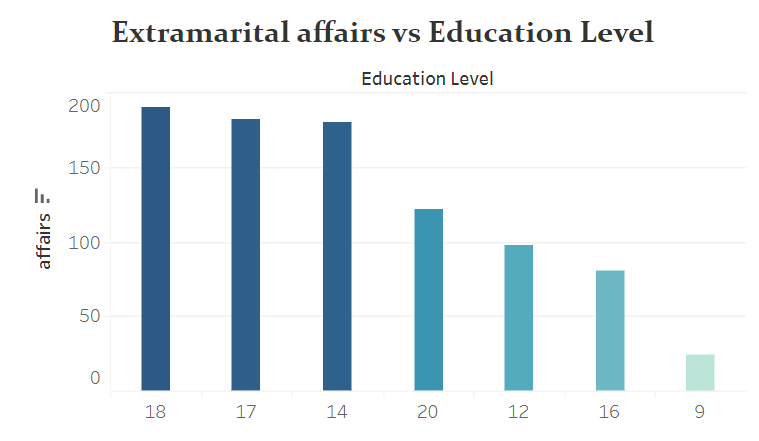 Extramarital affairs vs Education Level
Education Level
200
150
100
50
0
affairs
18 17 14 20 12 16 9